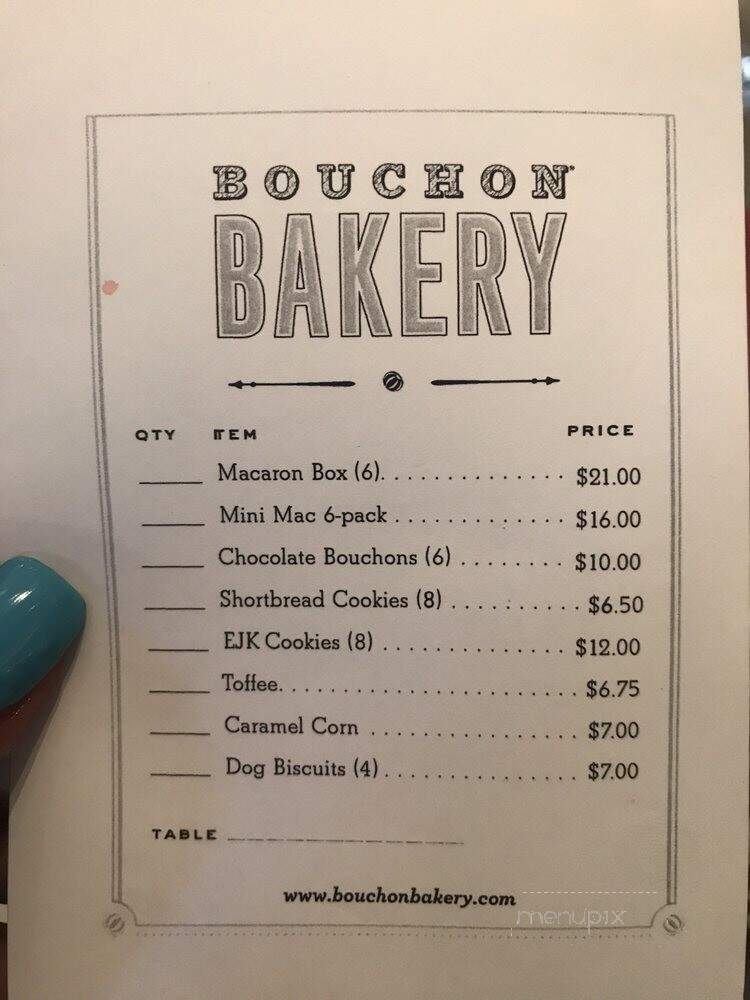 BOUCHON
BAKERY
QTY ITEM PRICE
Macaron Box (6). . . . . . . . . . . . . . $21.00
Mini Mac 6-pack . . . . . . . . . . . . . $16.00
Chocolate Bouchons (6) . . . . . . . . $10.00
Shortbread Cookies (8) . . . . . . . . . . $6.50
EJK Cookies (8) . . . . . . . . . . . . . . $12.00
Toffee. . . . . . . . . . . . . . . . . . . . . . $6.75
Caramel Corn . . . . . . . . . . . . . . . $7.00
Dog Biscuits (4) . . . . . . . . . . . . . . $7.00
TABLE
www.bouchonbakery.com
menupix